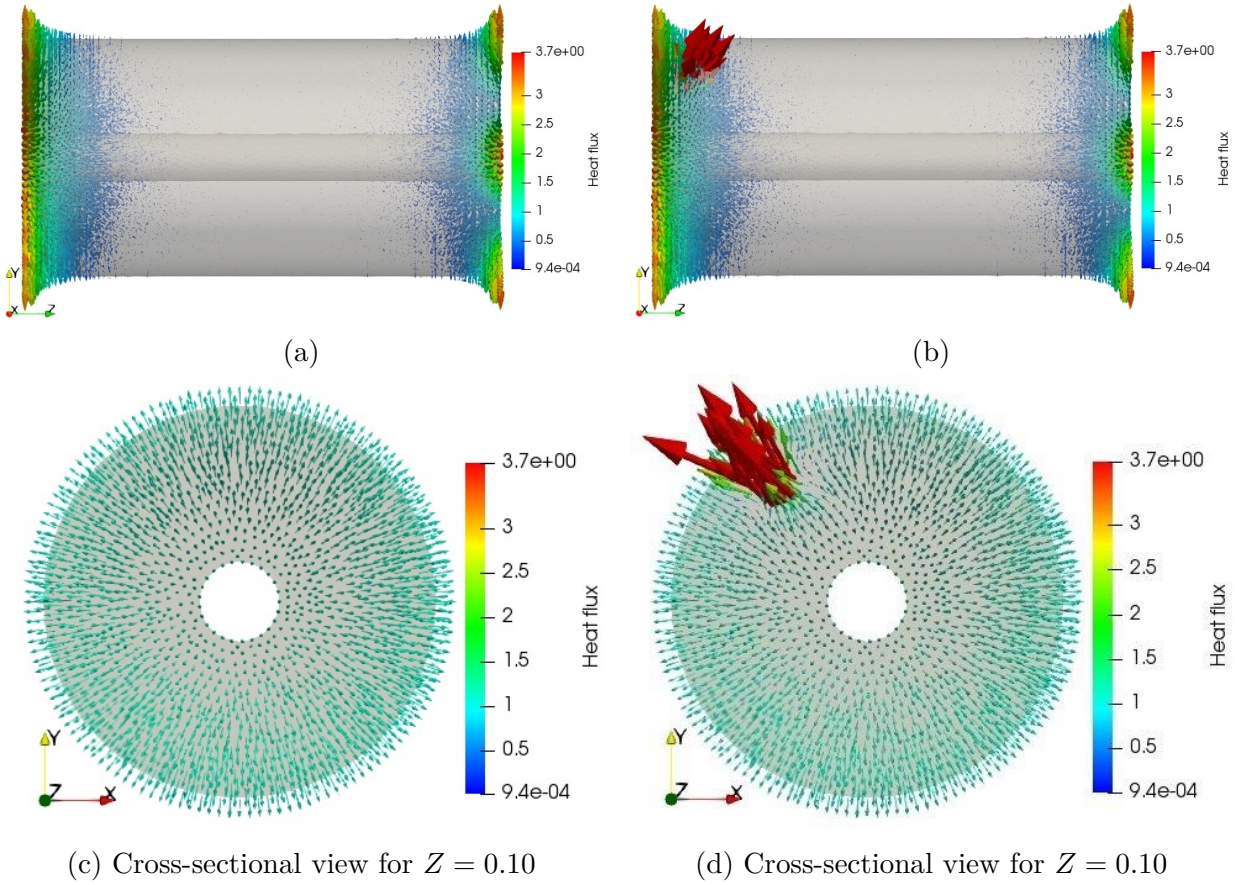 3.7e+00
3
2.5
2
1.5
1
0.5
9.4e-04
Heat flux
Y
X
Z
(a)
3.7e+00
3
2.5
2
1.5
1
0.5
9.4e-04
Heat flux
Y
X
Z
(b)
3.7e+00
3
2.5
2
1.5
1
0.5
9.4e-04
Heat flux
Y
Z
X
(c) Cross-sectional view for Z = 0.10
3.7e+00
3
2.5
2
1.5
1
0.5
9.4e-04
Heat flux
Y
Z
X
(d) Cross-sectional view for Z = 0.10